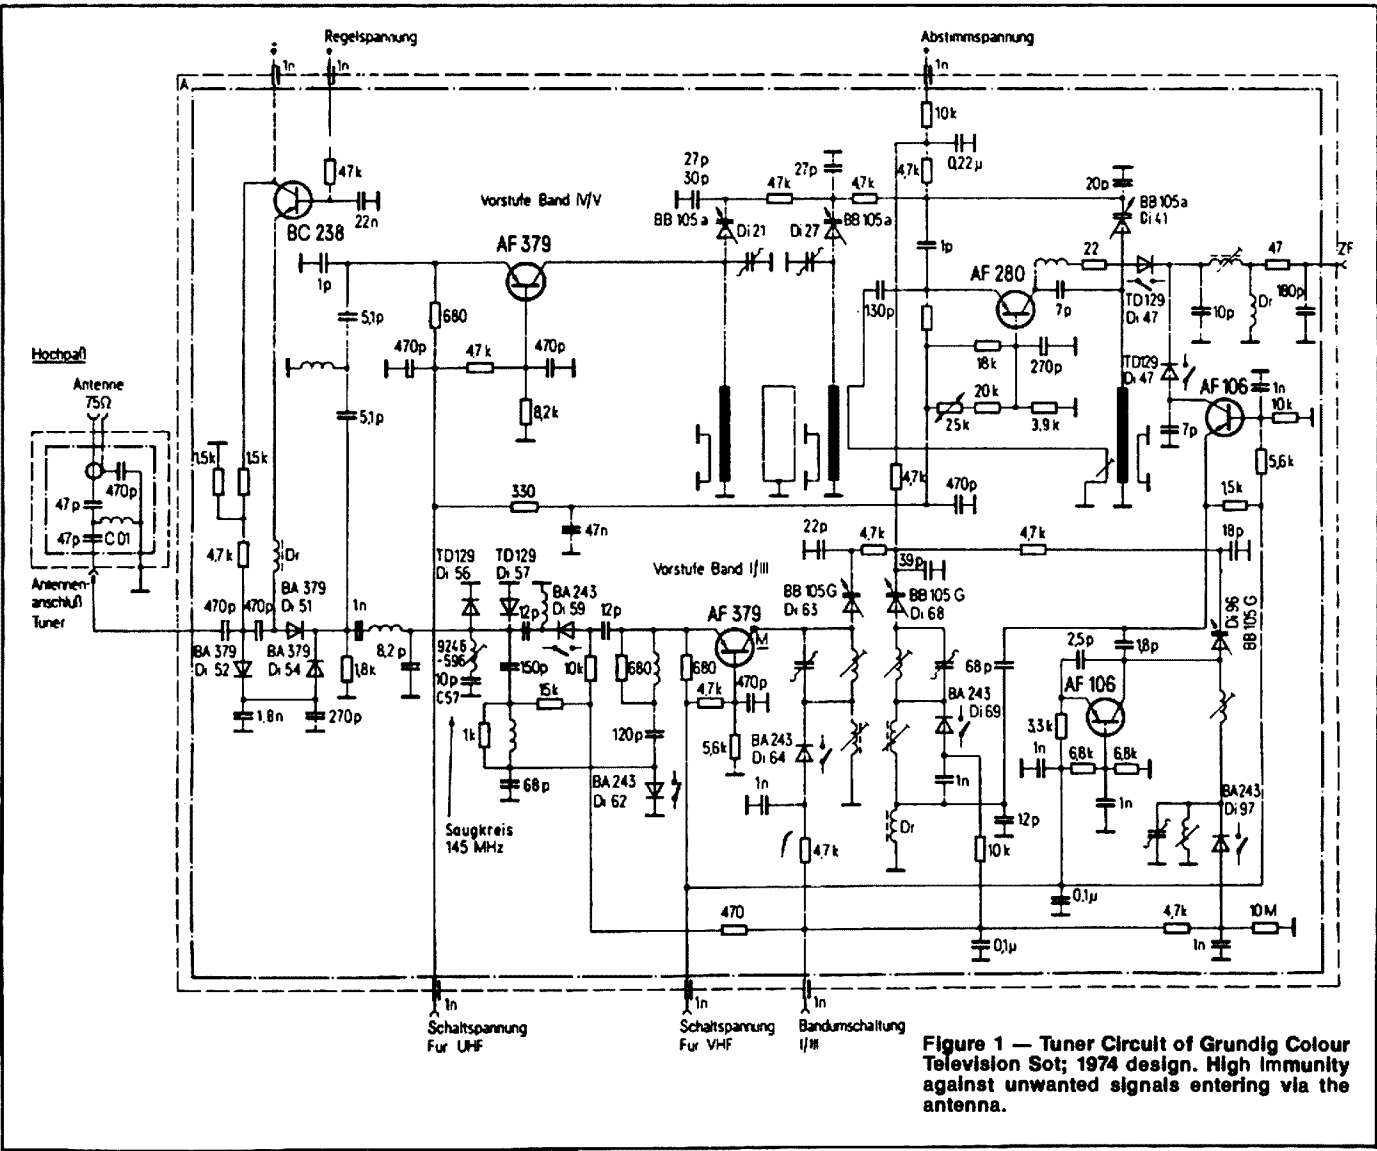 Regelspannung
Abstimmspannung
1n
1n
1n
A
10k
0,22µ
47k
22n
BC 238
Vorstufe Band IV/V
27p
30p
47k
27p
4,7k
4,7k
BB 105a
Di 21
Di 27
BB 105a
20p
BB 105a
Di 41
AF 379
1p
1p
22
47
ZF
AF 280
5,1p
680
130p
7p
TD 129
Di 47
10p
Dr
180p
Hochpaß
470p
47k
470p
18k
270p
TD129
Di 47
AF 106
1n
10k
Antenne
75Ω
5,1p
8,2k
25k
20k
3,9k
7p
1,5k
1,5k
5,6k
470p
47p
47p
C 01
330
47n
4,7k
470p
1,5k
18p
4,7k
Dr
TD 129
Di 56
TD 129
Di 57
22p
4,7k
4,7k
39p
Vorstufe Band I/III
Antennen-
anschluß
Tuner
BA 379
Di 51
BA 243
Di 59
BB 105G
Di 63
BB 105 G
Di 68
Di 96
BB 105 G
470p
470p
1n
12p
12p
AF 379
M
BA 379
Di 52
BA 379
Di 54
1,8k
8,2p
9246
-596
10p
C57
150p
10k
680
680
68p
2,5p
1,8p
AF 106
15k
4,7k
470p
BA 243
Di 69
1,8n
270p
1k
120p
5,6k
BA 243
Di 64
3,3k
1n
6,8k
6,8k
68p
BA 243
Di 62
1n
1n
1n
BA243
Di 97
Saugkreis
145 MHz
4,7k
Dr
10k
12p
0,1µ
470
4,7k
10M
0,1µ
1n
1n
1n
1n
Schaltspannung
Für UHF
Schaltspannung
Für VHF
Bandumschaltung
I/III
Figure 1 — Tuner Circuit of Grundig Colour
Television Sot; 1974 design. High immunity
against unwanted signals entering via the
antenna.